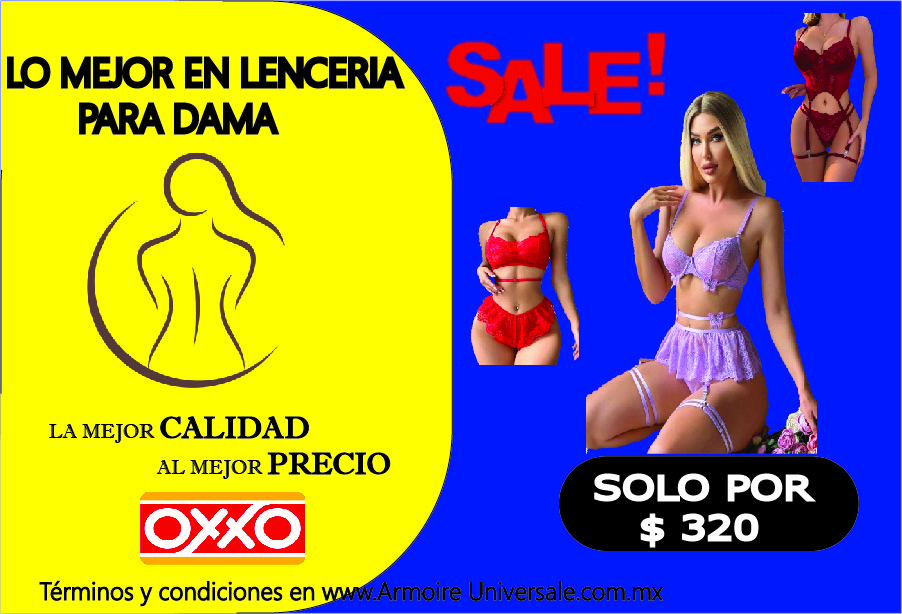 LO MEJOR EN LENCERIA
PARA DAMA
SALE!
LA MEJOR CALIDAD
AL MEJOR PRECIO
OXXO
SOLO POR
$ 320
Términos y condiciones en www.Armoire Universale.com.mx